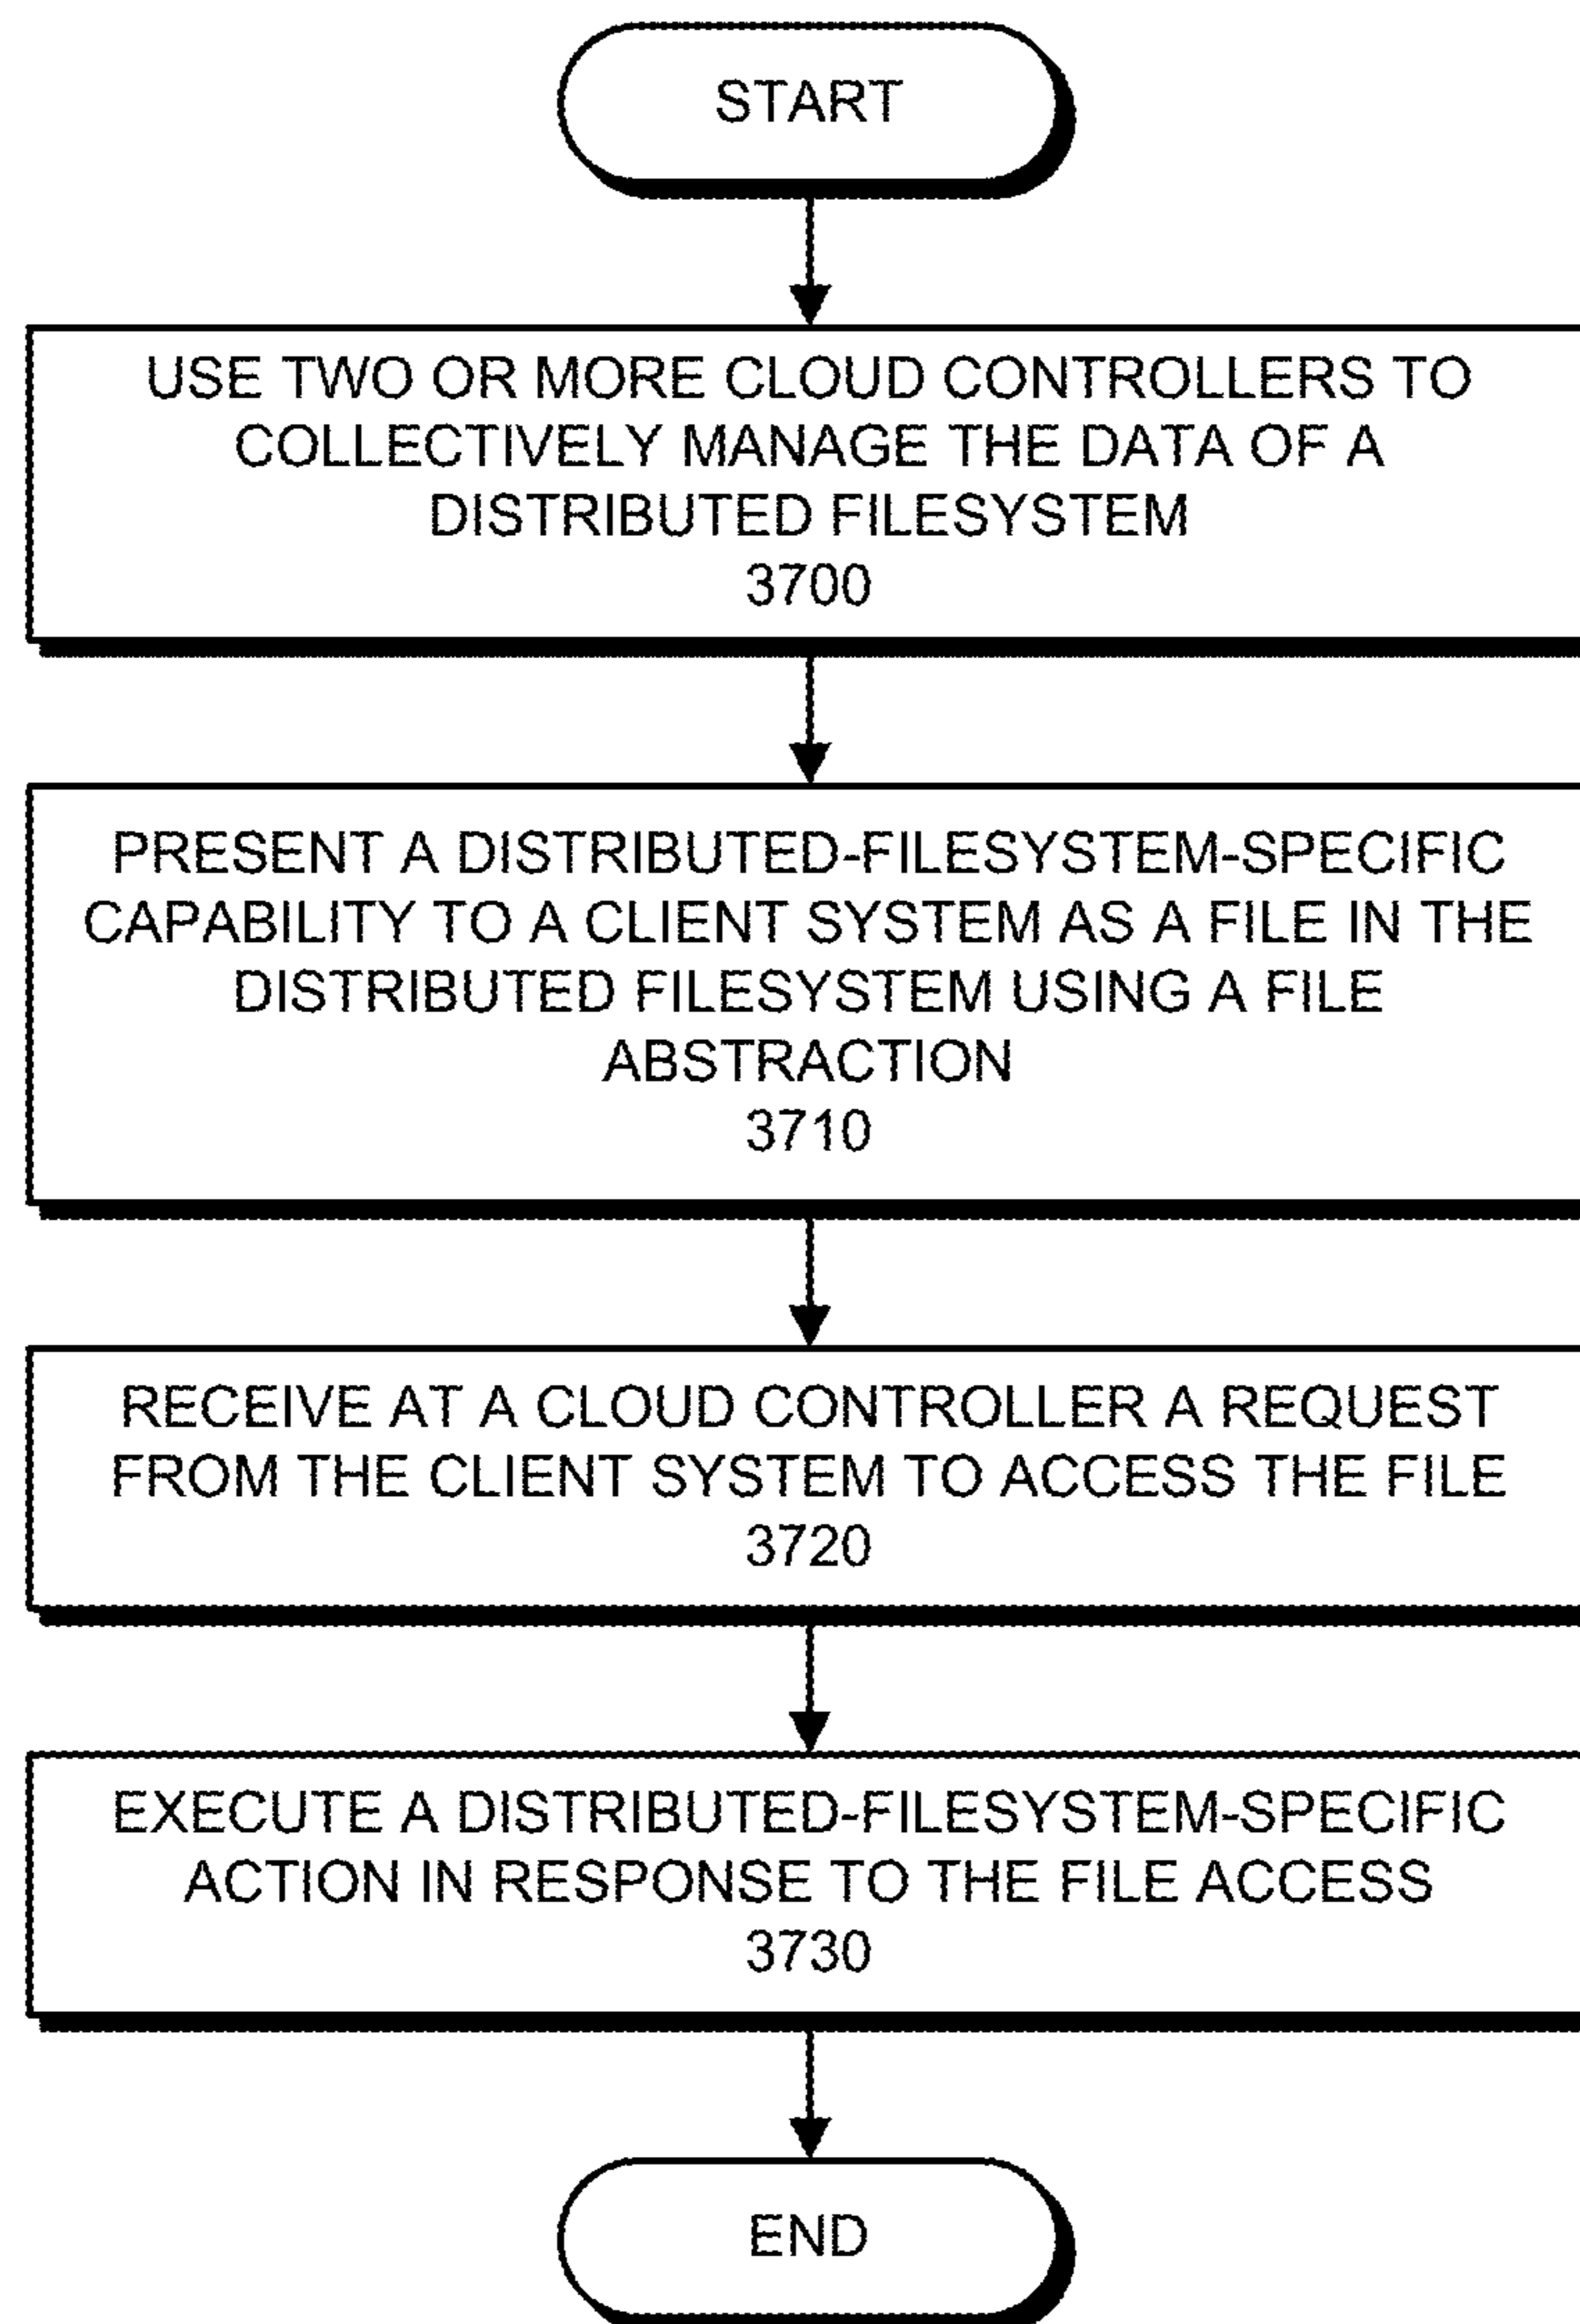 START
USE TWO OR MORE CLOUD CONTROLLERS TO
COLLECTIVELY MANAGE THE DATA OF A
DISTRIBUTED FILESYSTEM
3700
PRESENT A DISTRIBUTED-FILESYSTEM-SPECIFIC
CAPABILITY TO A CLIENT SYSTEM AS A FILE IN THE
DISTRIBUTED FILESYSTEM USING A FILE
ABSTRACTION
3710
RECEIVE AT A CLOUD CONTROLLER A REQUEST
FROM THE CLIENT SYSTEM TO ACCESS THE FILE
3720
EXECUTE A DISTRIBUTED-FILESYSTEM-SPECIFIC
ACTION IN RESPONSE TO THE FILE ACCESS
3730
END